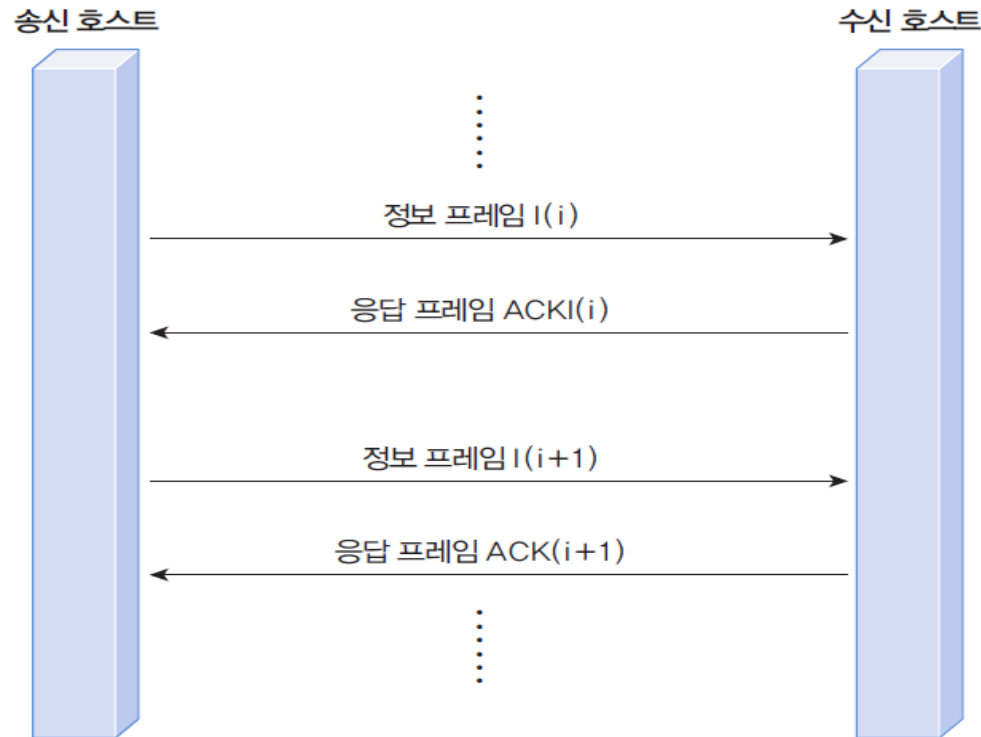 송신 호스트
수신 호스트
정보 프레임 I(i)
응답 프레임 ACKI(i)
정보 프레임 I(i+1)
응답 프레임 ACK(i+1)